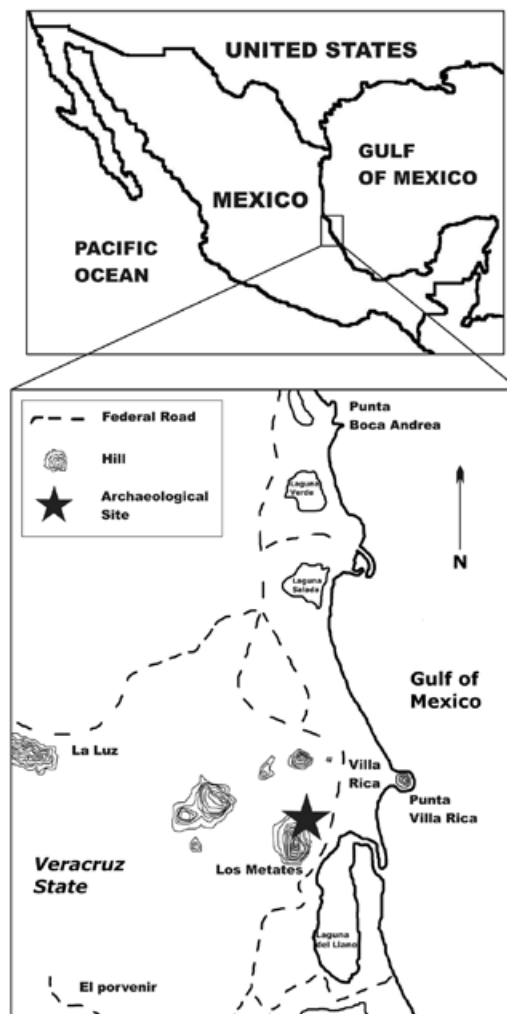 UNITED STATES
GULF
OF MEXICO
MEXICO
PACIFIC
OCEAN
Federal Road
Hill
Archaeological
Site
Punta
Boca Andrea
Laguna
Verde
N
Laguna
Salada
Gulf of
Mexico
La Luz
Villa
Rica
Punta
Villa Rica
Los Metates
Veracruz
State
Laguna
del Llano
El porvenir